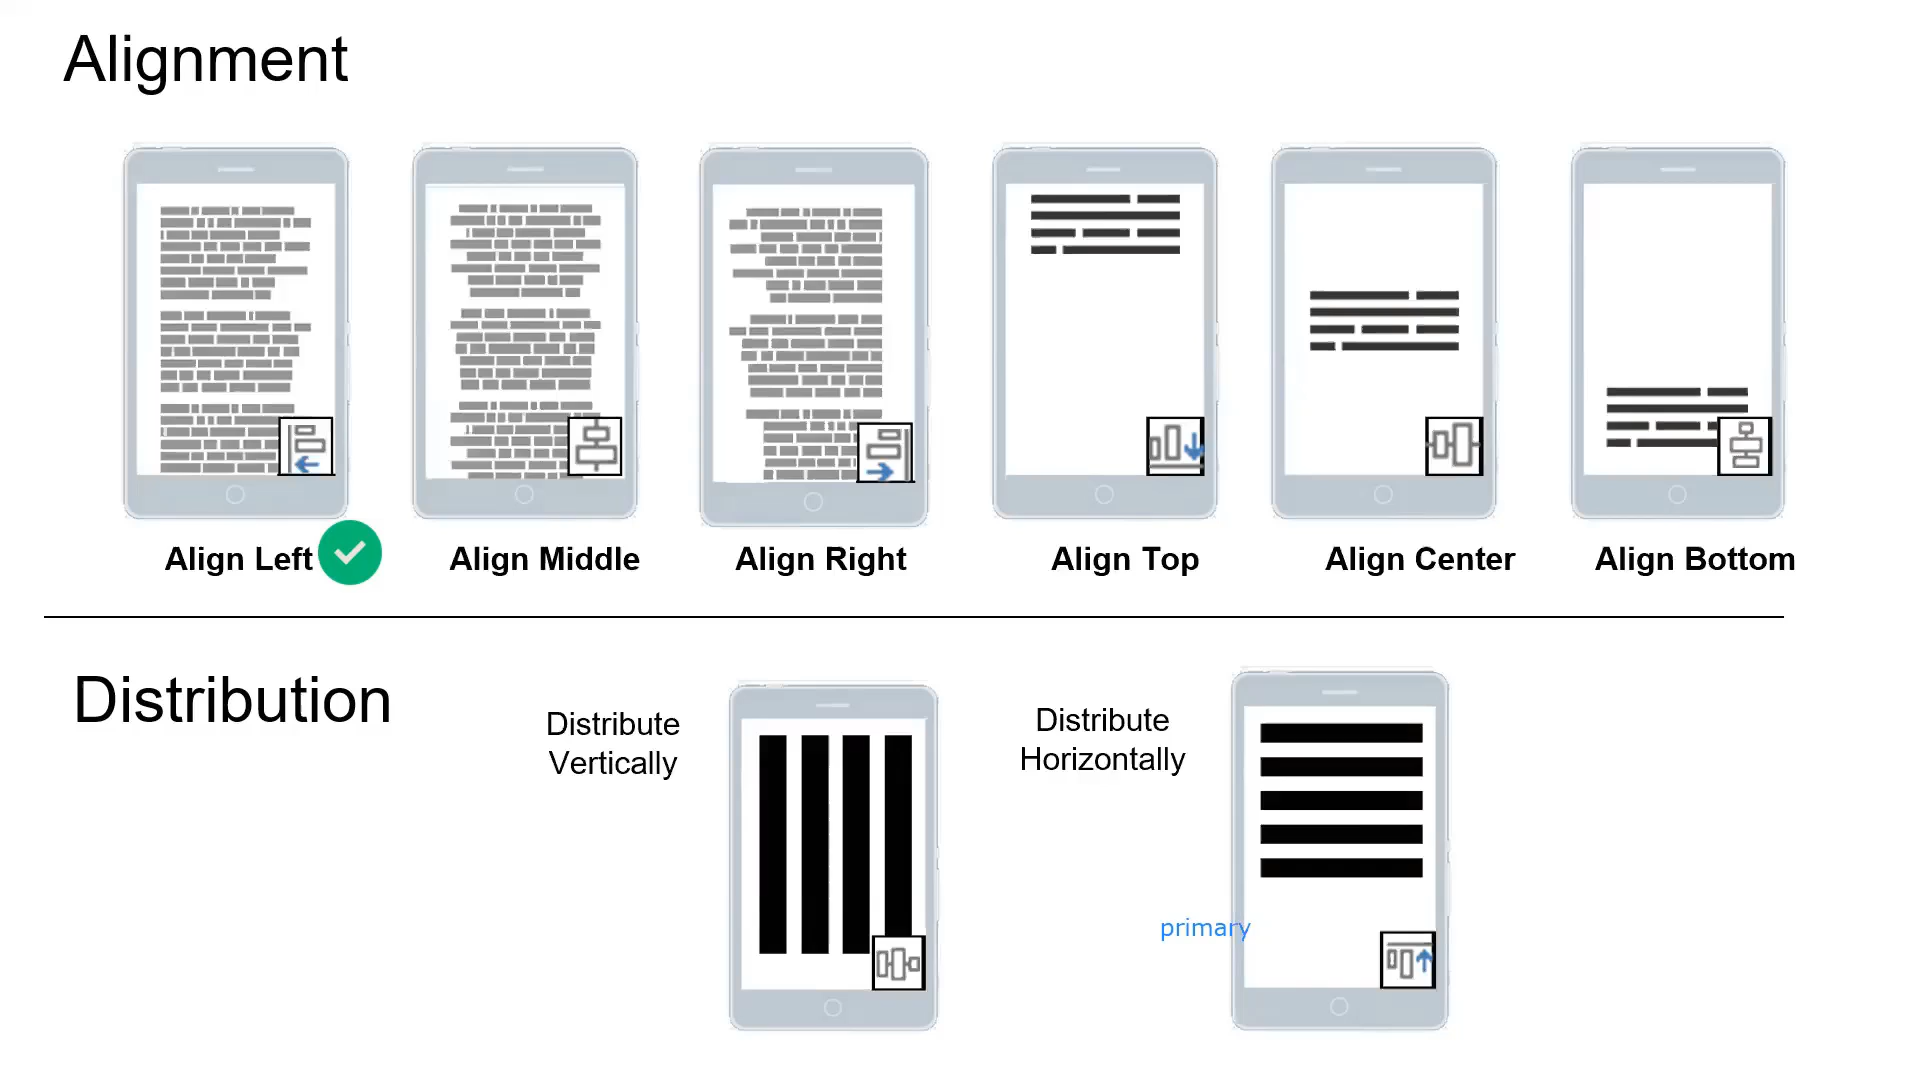 Alignment
Align Left
Align Middle
Align Right
Align Top
Align Center
Align Bottom
Distribution
Distribute
Vertically
Distribute
Horizontally
primary